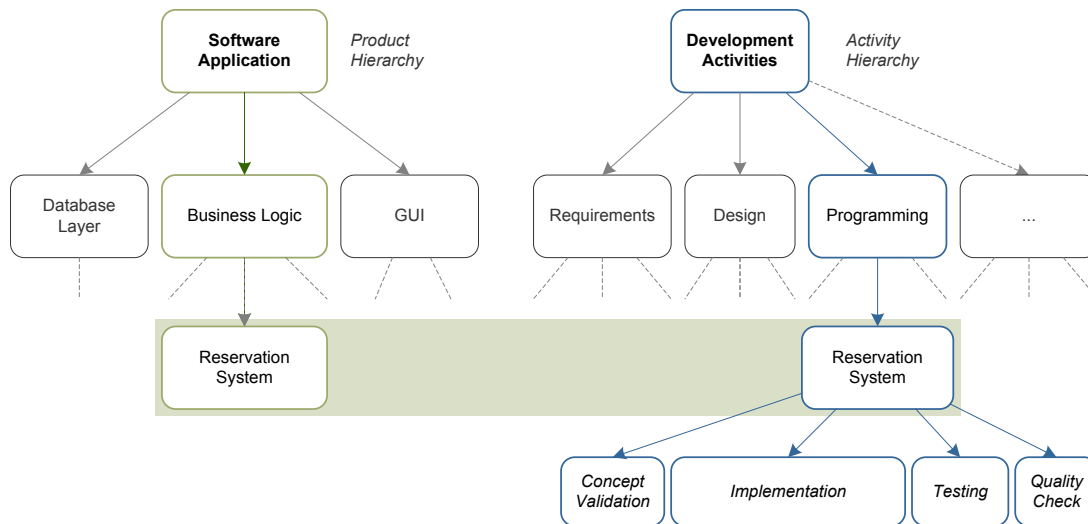 Software
Application
Product
Hierarchy
Development
Activities
Activity
Hierarchy
Database
Layer
Business Logic
GUI
Requirements
Design
Programming
...
Reservation
System
Reservation
System
Concept
Validation
Implementation
Testing
Quality
Check